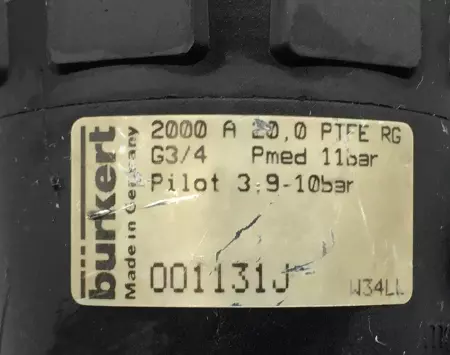 bürkert
Made in Germany
2000 A 20,0 PTFE RG
G3/4 Pmed 11bar
Pilot 3,9-10bar
001131J
W34LL